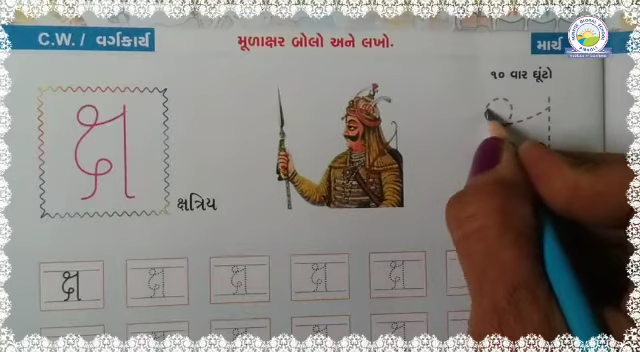 C.W. / વર્ગકાર્ય
મૂળાક્ષર બોલો અને લખો.
માર્ચ
૧૦ વાર ઘૂંટો
ક્ષ
ક્ષત્રિય
ક્ષ ક્ષ ક્ષ ક્ષ ક્ષ